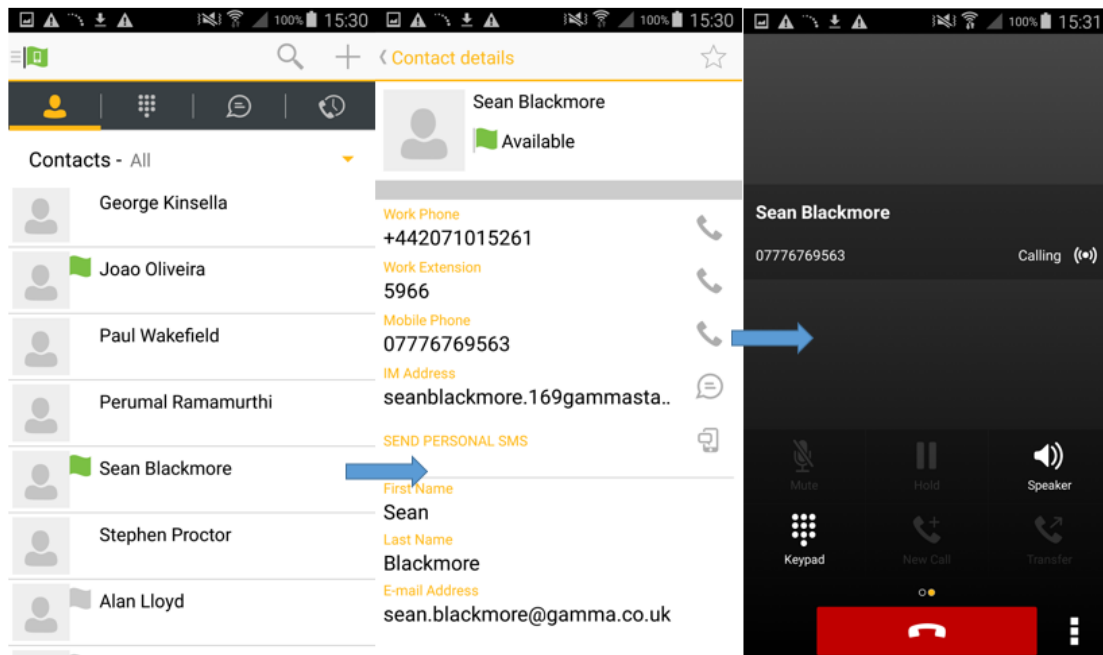 100% 15:30
Contacts - All
George Kinsella
Joao Oliveira
Paul Wakefield
Perumal Ramamurthi
Sean Blackmore
Stephen Proctor
Alan Lloyd
100% 15:30
Contact details
Sean Blackmore
Available
Work Phone
+442071015261
Work Extension
5966
Mobile Phone
07776769563
IM Address
seanblackmore.169gammasta..
SEND PERSONAL SMS
First Name
Sean
Last Name
Blackmore
E-mail Address
sean.blackmore@gamma.co.uk
100% 15:31
Sean Blackmore
07776769563 Calling
Mute Hold Speaker
Keypad New Call Transfer